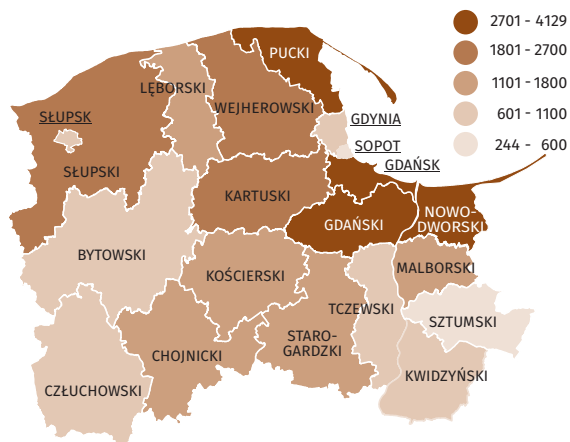 2701 - 4129
1801 - 2700
1101 - 1800
601 - 1100
244 - 600
PUCKI
LĘBORSKI
WEJHEROWSKI
SŁUPSK
GDYNIA
SOPOT
GDAŃSK
SŁUPSKI
KARTUSKI
GDAŃSKI
NOWO-
DWORSKI
BYTOWSKI
KOŚCIERSKI
MALBORSKI
TCZEWSKI
SZTUMSKI
STARO-
GARDZKI
CHOJNICKI
KWIDZYŃSKI
CZŁUCHOWSKI